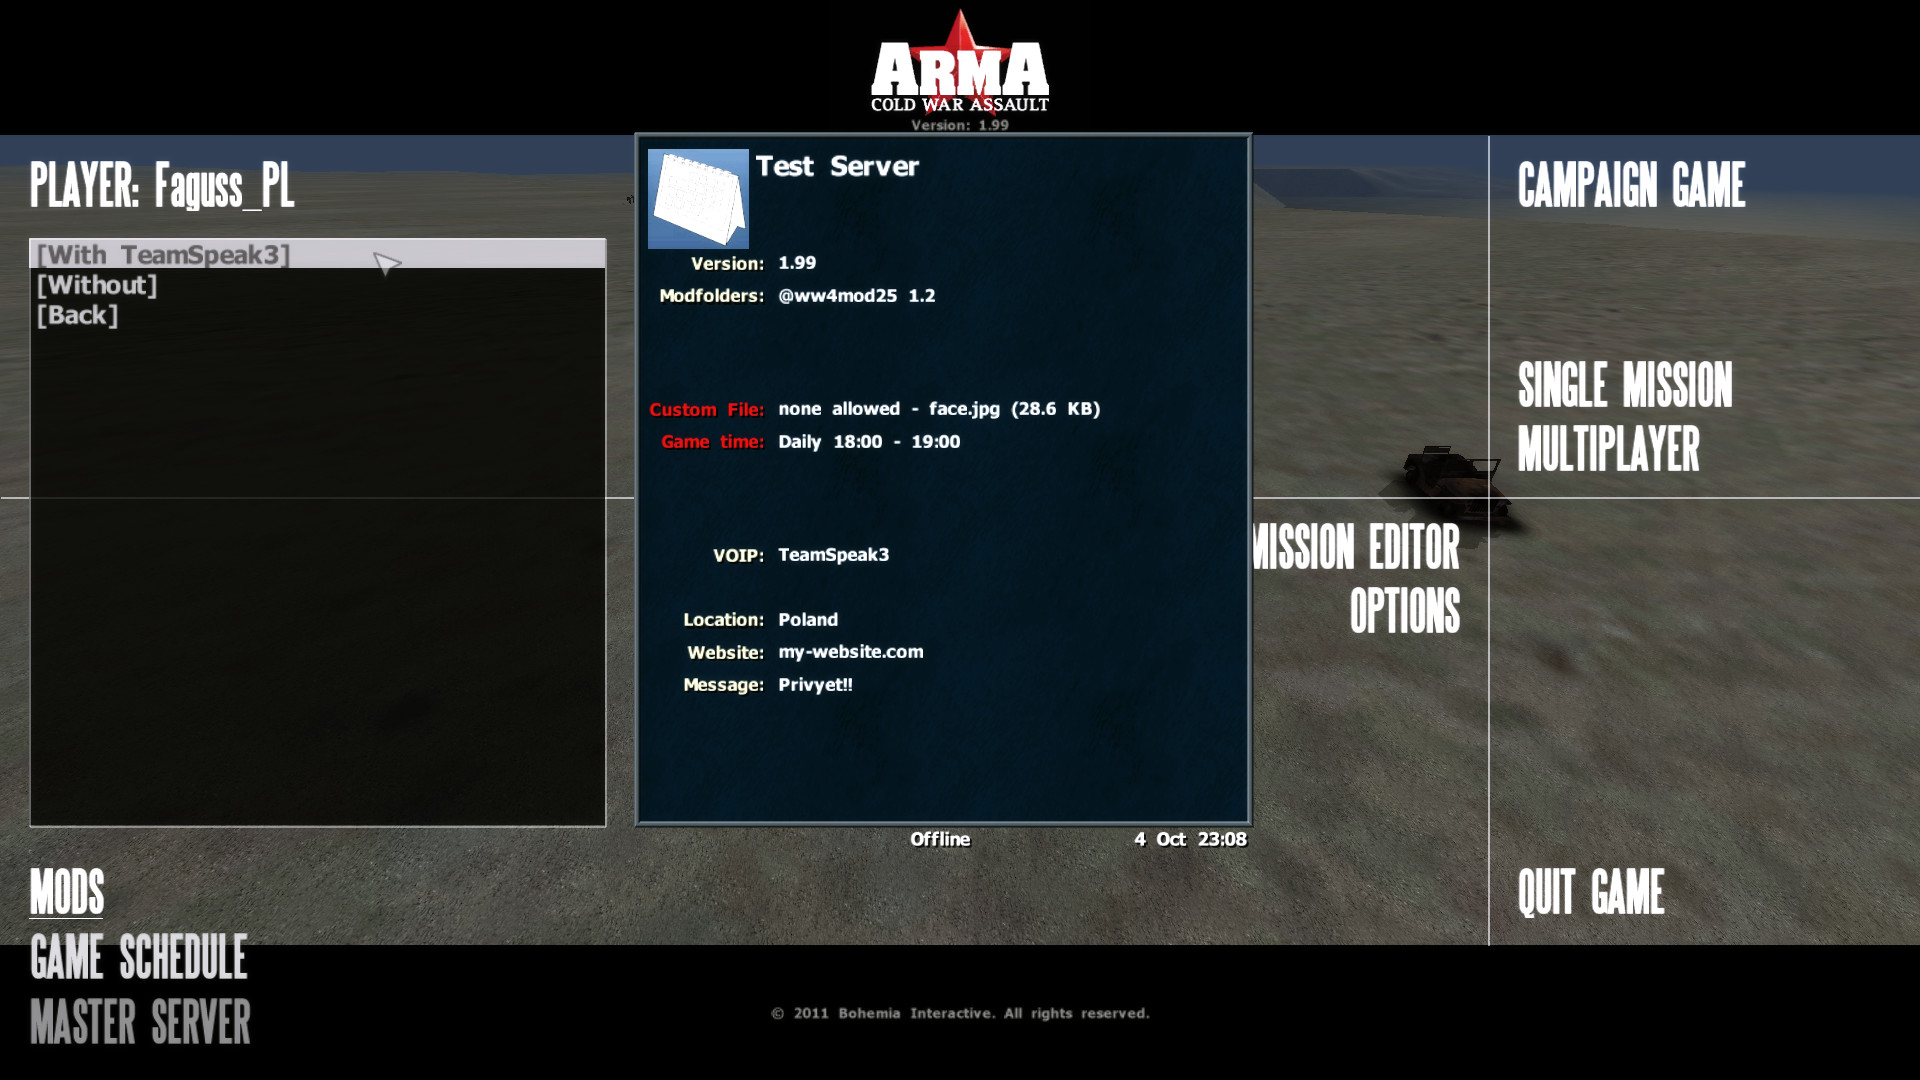 ARMA
COLD WAR ASSAULT
Version: 1.99
PLAYER: Faguss_PL
[With TeamSpeak3]
[Without]
[Back]
Test Server
Version: 1.99
Modfolders: @ww4mod25 1.2
Custom File: none allowed - face.jpg (28.6 KB)
Game time: Daily 18:00 - 19:00
VOIP: TeamSpeak3
Location: Poland
Website: my-website.com
Message: Privyet!!
Offline
4 Oct 23:08
CAMPAIGN GAME
SINGLE MISSION
MULTIPLAYER
MISSION EDITOR
OPTIONS
QUIT GAME
MODS
GAME SCHEDULE
MASTER SERVER
© 2011 Bohemia Interactive. All rights reserved.